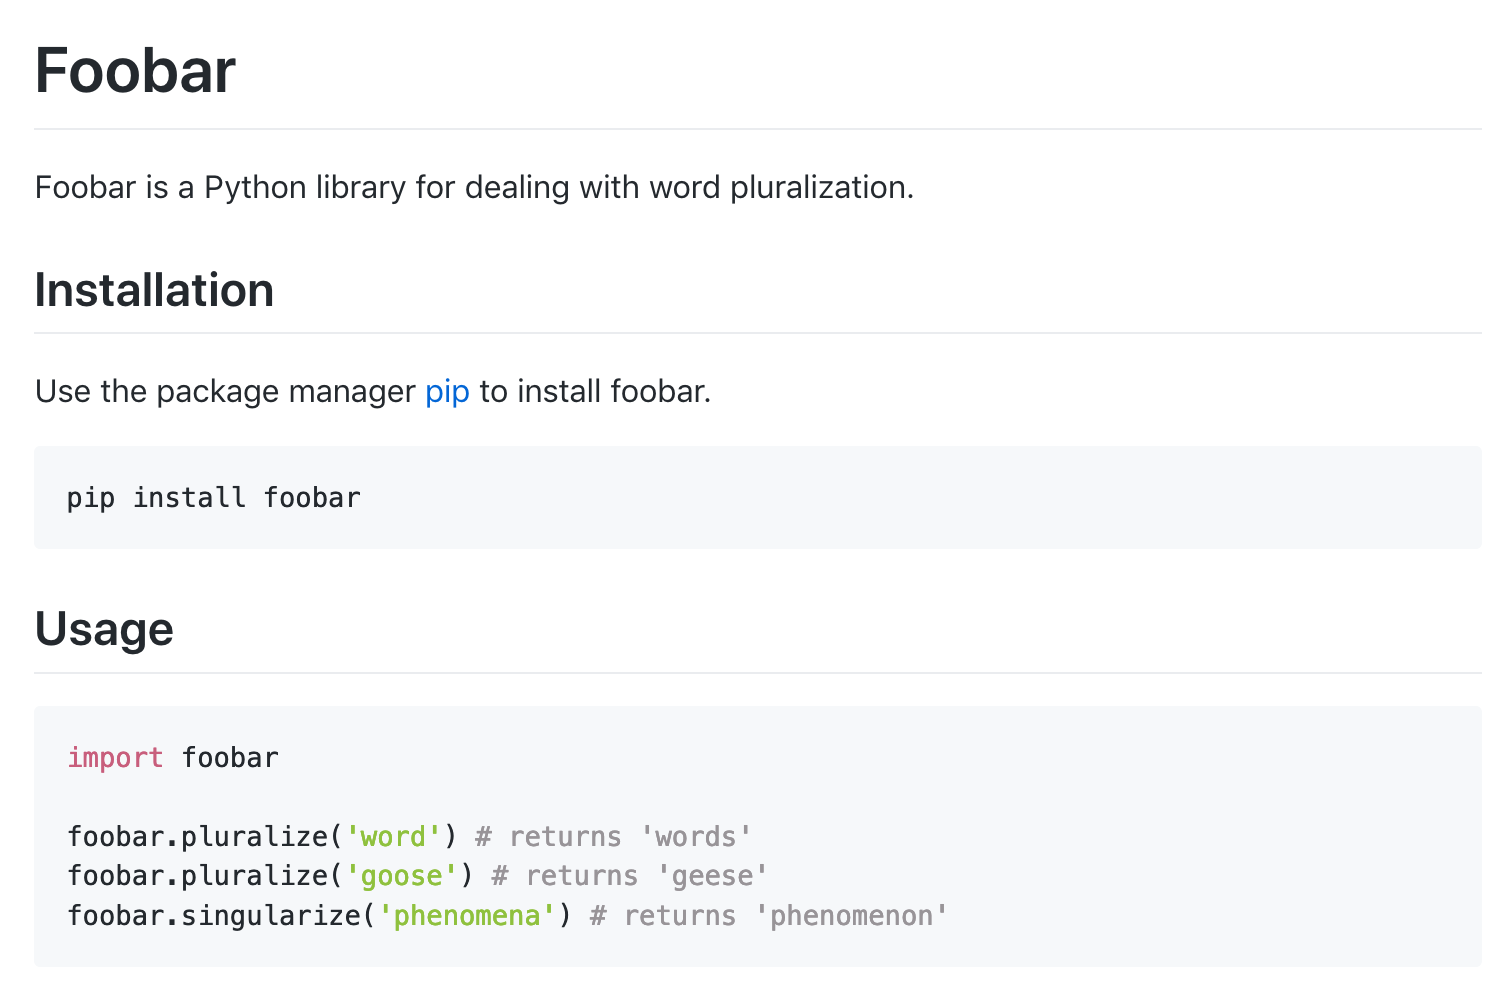 Foobar
Foobar is a Python library for dealing with word pluralization.
Installation
Use the package manager pip to install foobar.
pip install foobar
Usage
import foobar
foobar.pluralize('word') # returns 'words'
foobar.pluralize('goose') # returns 'geese'
foobar.singularize('phenomena') # returns 'phenomenon'